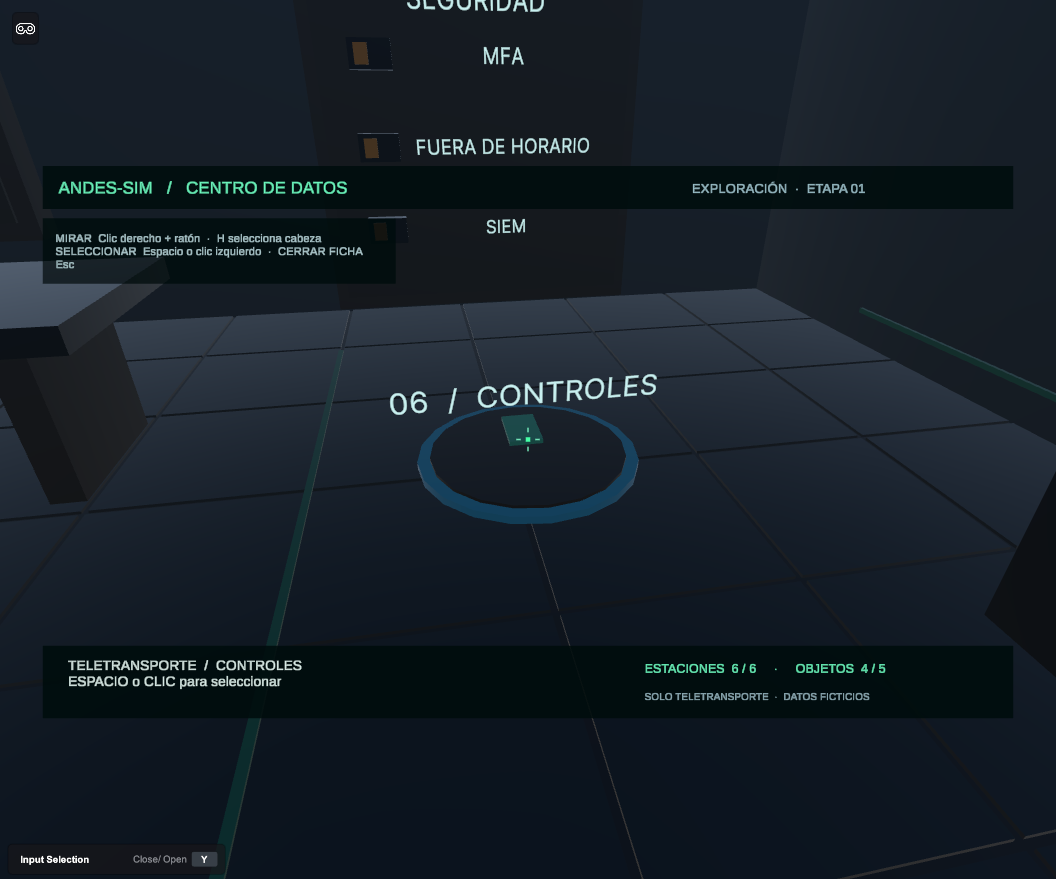 SEGURIDAD
MFA
FUERA DE HORARIO
ANDES-SIM / CENTRO DE DATOS
EXPLORACIÓN · ETAPA 01
SIEM
MIRAR Clic derecho + ratón · H selecciona cabeza
SELECCIONAR Espacio o clic izquierdo · CERRAR FICHA
Esc
06 / CONTROLES
TELETRANSPORTE / CONTROLES
ESPACIO o CLIC para seleccionar
ESTACIONES 6 / 6 · OBJETOS 4 / 5
SOLO TELETRANSPORTE · DATOS FICTICIOS
Input Selection
Close/ Open Y